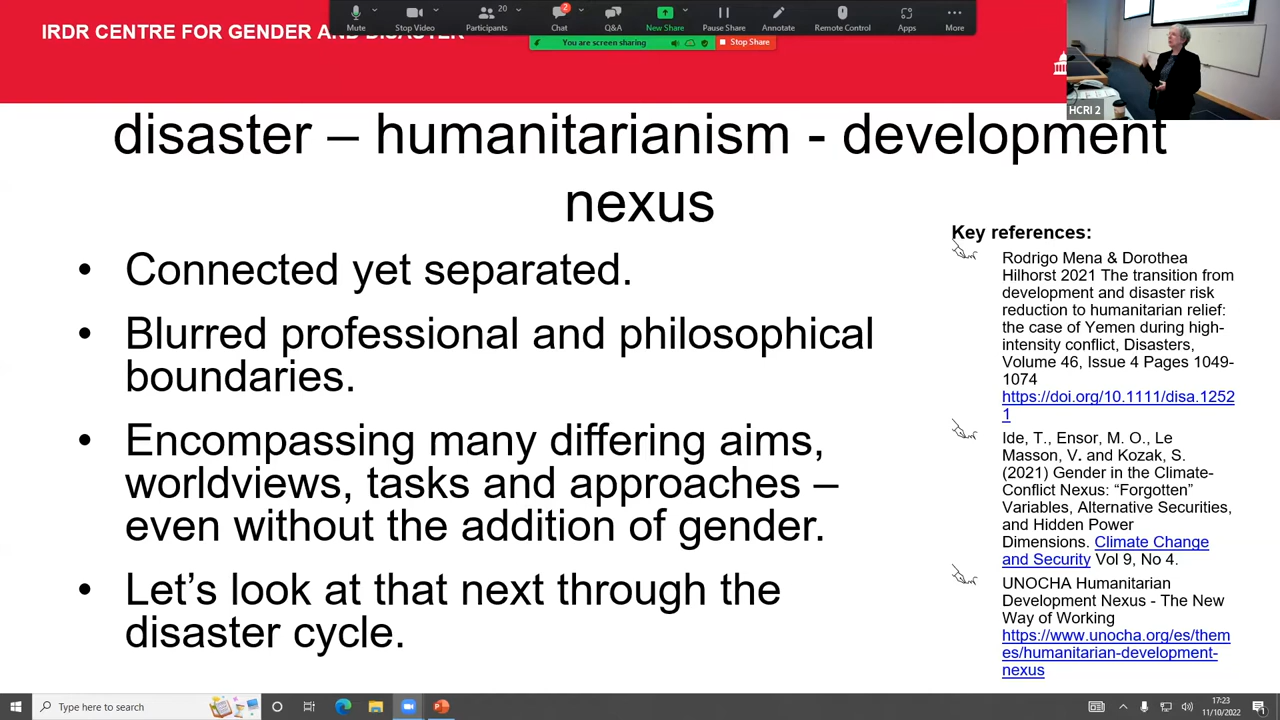 IRDR CENTRE FOR GENDER AND DISASTER
Mute
Stop Video
20
Participants
2
Chat
Q&A
New Share
Pause Share
Annotate
Remote Control
Apps
More
You are screen sharing
Stop Share
HCRI 2
disaster – humanitarianism - development
nexus
• Connected yet separated.
• Blurred professional and philosophical
boundaries.
• Encompassing many differing aims,
worldviews, tasks and approaches –
even without the addition of gender.
• Let's look at that next through the
disaster cycle.
Key references:
Rodrigo Mena & Dorothea
Hilhorst 2021 The transition from
development and disaster risk
reduction to humanitarian relief:
the case of Yemen during high-
intensity conflict, Disasters,
Volume 46, Issue 4 Pages 1049-
1074
https://doi.org/10.1111/disa.1252
1
Ide, T., Ensor, M. O., Le
Masson, V. and Kozak, S.
(2021) Gender in the Climate-
Conflict Nexus: “Forgotten”
Variables, Alternative Securities,
and Hidden Power
Dimensions. Climate Change
and Security Vol 9, No 4.
UNOCHA Humanitarian
Development Nexus - The New
Way of Working
https://www.unocha.org/es/them
es/humanitarian-development-
nexus
Type here to search
17:23
11/10/2022
1